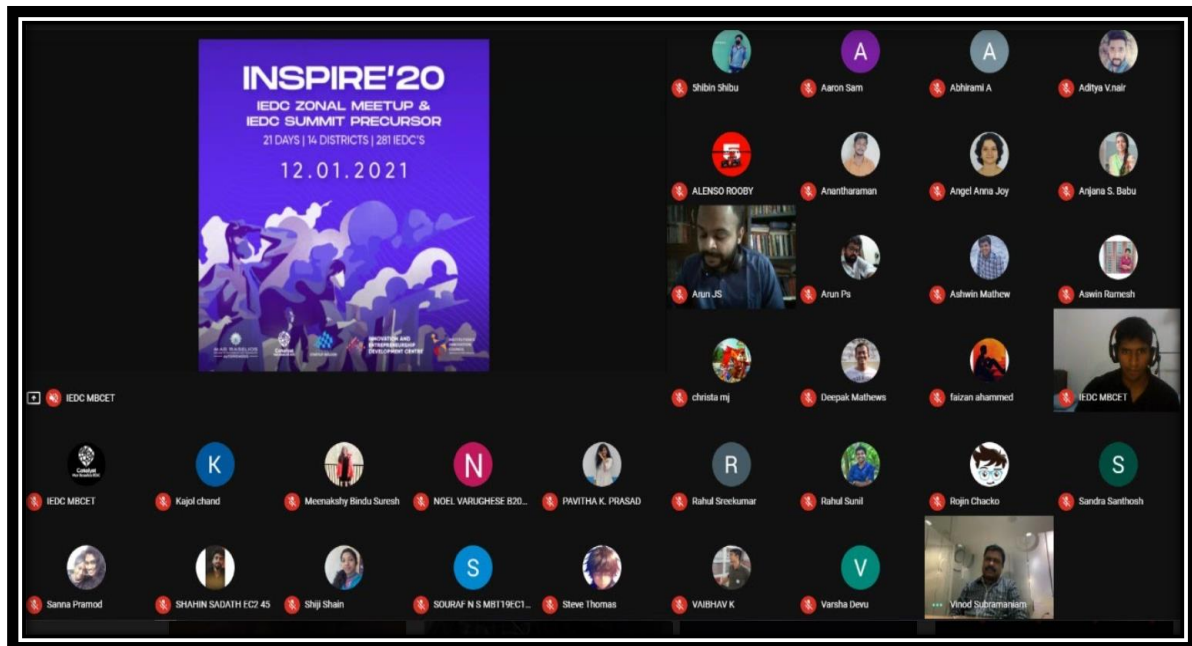 INSPIRE'20
IEDC ZONAL MEETUP &
IEDC SUMMIT PRECURSOR
21 DAYS | 14 DISTRICTS | 281 IEDC'S
12.01.2021
MAR BASELIOS
Catalyst
INNOVATION AND
ENTREPRENEURSHIP
DEVELOPMENT CENTRE
IEDC MBCET
Shibin Shibu
A
Aaron Sam
A
Abhirami A
Aditya V.nair
ALENSO ROOBY
Anantharaman
Angel Anna Joy
Anjana S. Babu
Arun JS
Arun Ps
Ashwin Mathew
Aswin Ramesh
christa mj
Deepak Mathews
faizan ahammed
IEDC MBCET
Catalyst
IEDC MBCET
K
Kajol chand
Meenakshy Bindu Suresh
N
NOEL VARUGHESE B20...
PAVITHA K. PRASAD
R
Rahul Sreekumar
Rahul Sunil
Rojin Chacko
S
Sandra Santhosh
Sanna Pramod
SHAHIN SADATH EC2 45
Shiji Shain
S
SOURAF N S MBT19EC1...
Steve Thomas
VAIBHAV K
V
Varsha Devu
Vinod Subramaniam